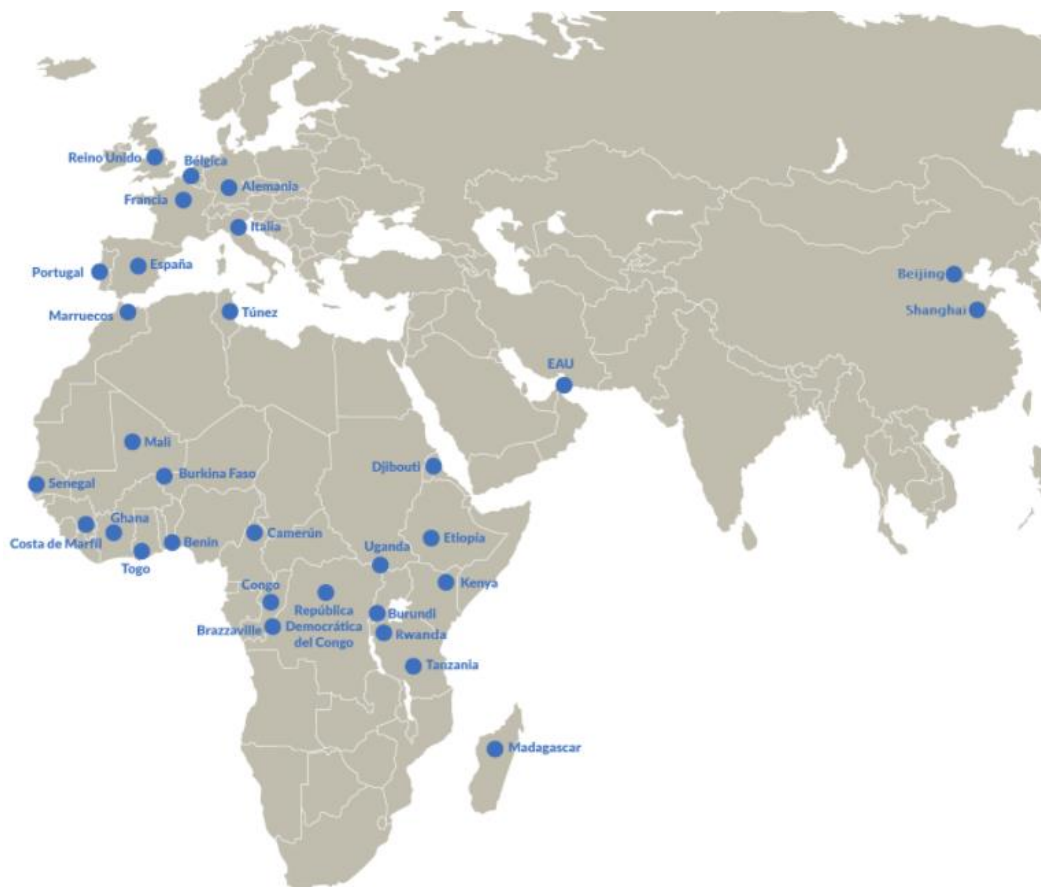 Reino Unido
Bélgica
Alemania
Francia
Italia
España
Portugal
Marruecos
Túnez
Beijing
Shanghai
EAU
Mali
Djibouti
Burkina Faso
Senegal
Ghana
Costa de Marfil
Benin
Camerún
Etiopía
Togo
Uganda
Kenya
Congo
República
Democrática
del Congo
Burundi
Brazzaville
Rwanda
Tanzania
Madagascar